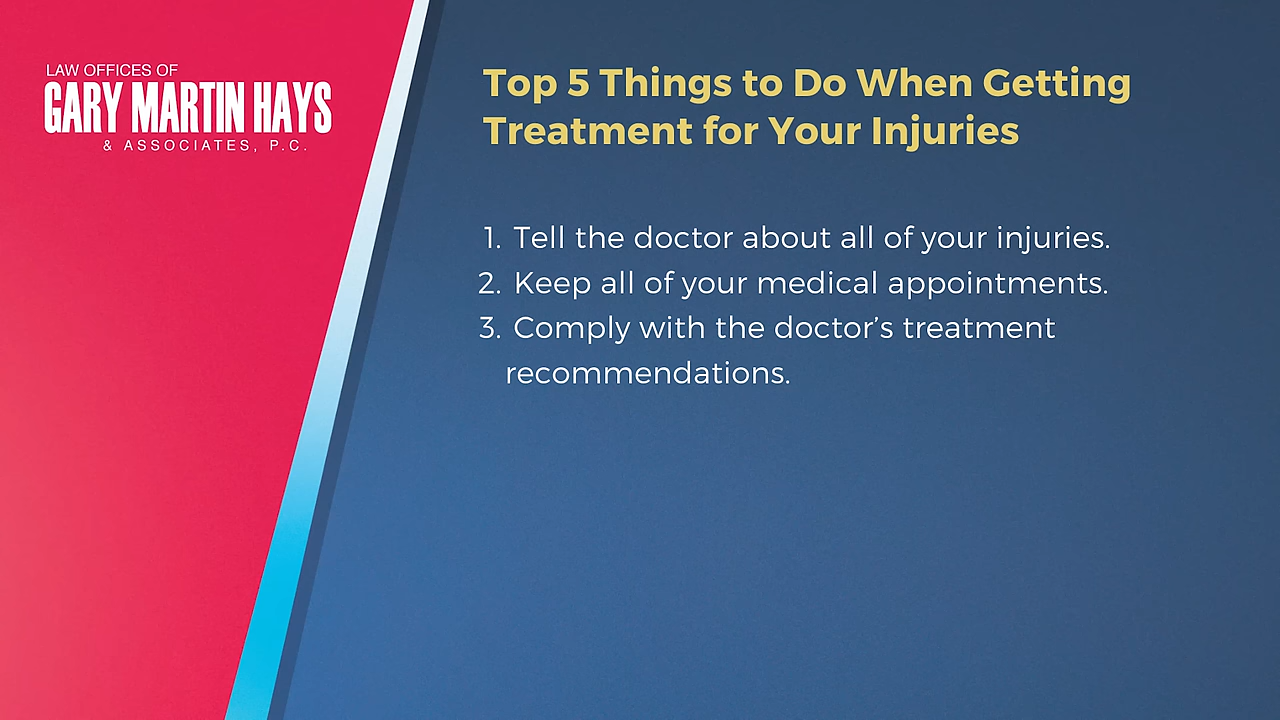 LAW OFFICES OF
GARY MARTIN HAYS
& ASSOCIATES, P.C.
Top 5 Things to Do When Getting
Treatment for Your Injuries
1. Tell the doctor about all of your injuries.
2. Keep all of your medical appointments.
3. Comply with the doctor’s treatment
recommendations.